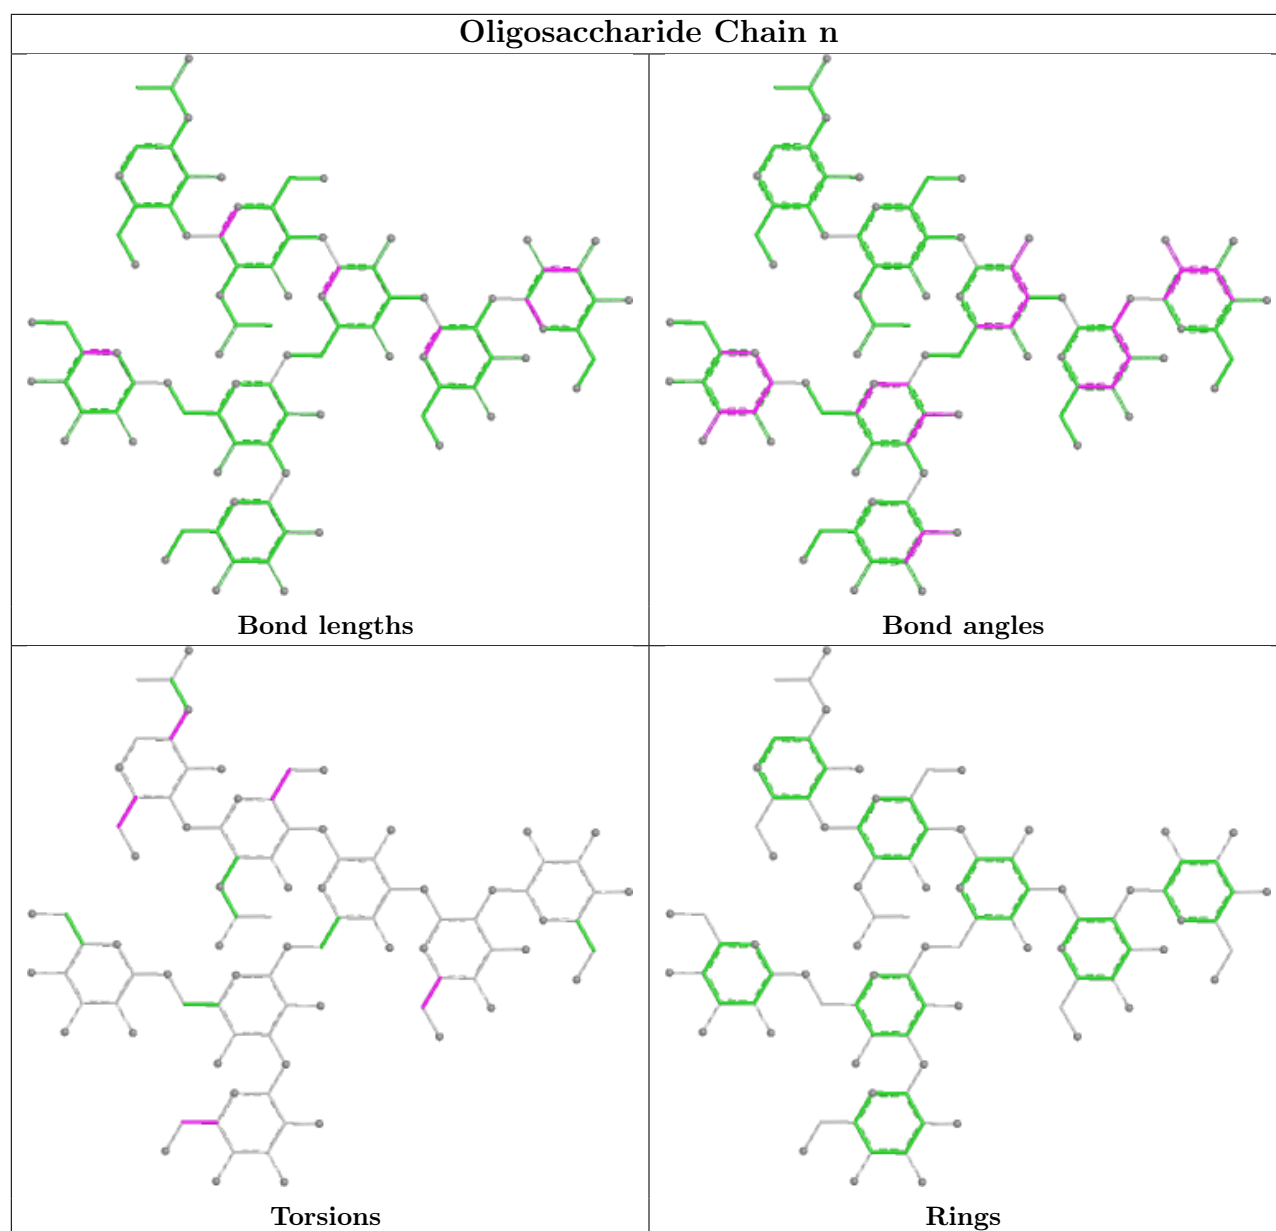 Oligosaccharide Chain n
Bond lengths
Bond angles
Torsions
Rings